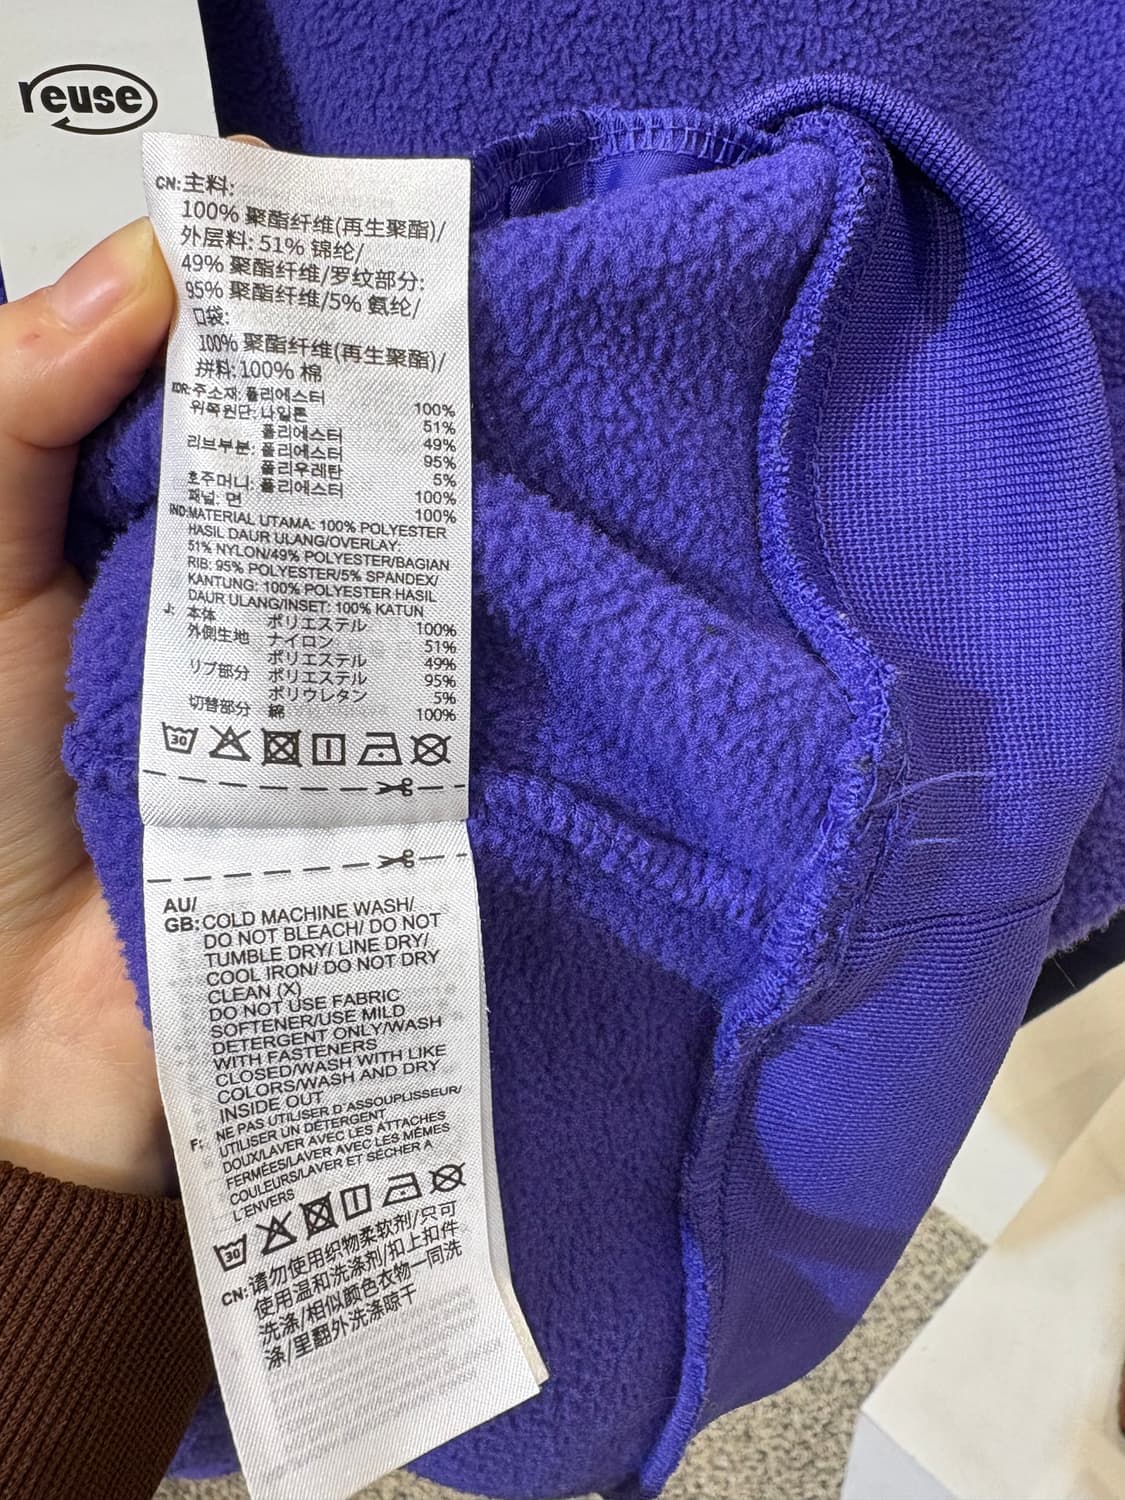 reuse
CN:主料:
100% 聚酯纤维(再生聚酯)/
外层料: 51% 锦纶/
49% 聚酯纤维/罗纹部分:
95% 聚酯纤维/5% 氨纶/
口袋:
100% 聚酯纤维(再生聚酯)/
拼料:100% 棉
KOR:주소재: 폴리에스터 100%
위쪽원단: 나일론 51%
폴리에스터 49%
리브부분: 폴리에스터 95%
폴리우레탄 5%
호주머니: 폴리에스터 100%
패널: 면 100%
IND:MATERIAL UTAMA: 100% POLYESTER
HASIL DAUR ULANG/OVERLAY:
51% NYLON/49% POLYESTER/BAGIAN
RIB: 95% POLYESTER/5% SPANDEX/
KANTUNG: 100% POLYESTER HASIL
DAUR ULANG/INSET: 100% KATUN
J: 本体 ポリエステル 100%
外側生地 ナイロン 51%
ポリエステル 49%
リブ部分 ポリエステル 95%
ポリウレタン 5%
切替部分 綿 100%
30
AU/
GB:COLD MACHINE WASH/
DO NOT BLEACH/ DO NOT
TUMBLE DRY/ LINE DRY/
COOL IRON/ DO NOT DRY
CLEAN (X)
DO NOT USE FABRIC
SOFTENER/USE MILD
DETERGENT ONLY/WASH
WITH FASTENERS
CLOSED/WASH WITH LIKE
COLORS/WASH AND DRY
INSIDE OUT
F: NE PAS UTILISER D'ASSOUPLISSEUR/
UTILISER UN DÉTERGENT
DOUX/LAVER AVEC LES ATTACHES
FERMÉES/LAVER AVEC LES MÊMES
COULEURS/LAVER ET SÉCHER A
L'ENVERS
30
CN:请勿使用织物柔软剂/只可
使用温和洗涤剂/扣上扣件
洗涤/相似颜色衣物一同洗
涤/里翻外洗涤晾干